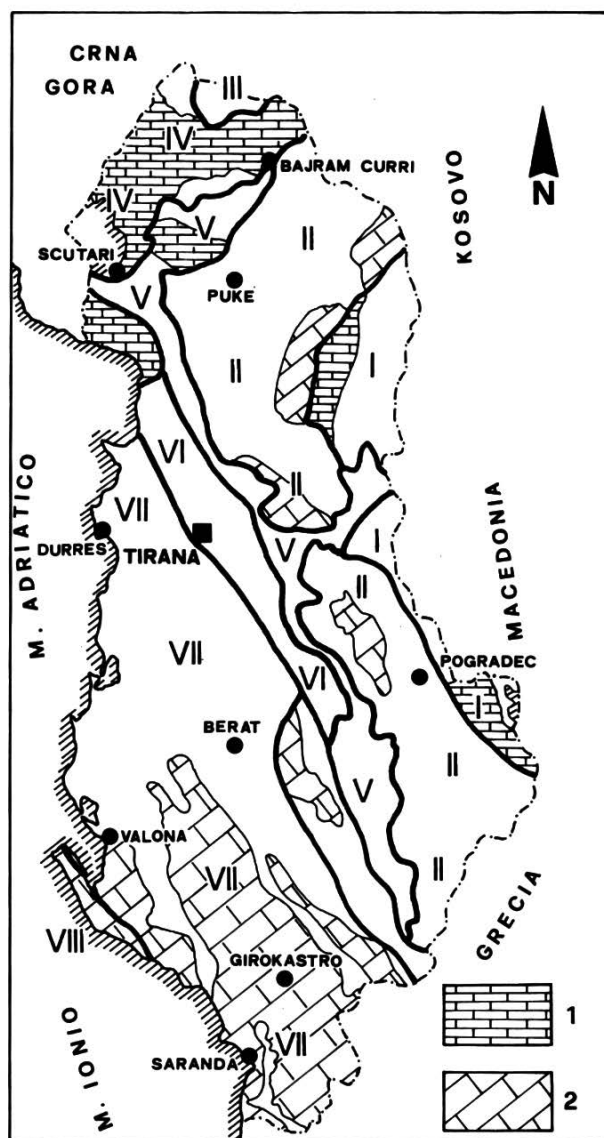 CRNA
GORA
III
IV
BAJRAM CURRI
KOSOVO
N
IV
V
II
SCUTARI
PUKE
V
II
I
VI
II
M. ADRIATICO
VII
DURRES
TIRANA
V
I
II
MACEDONIA
VII
POGRADEC
VI
I
BERAT
II
V
VALONA
VII
II
VIII
GRECIA
GIROKASTRO
1
VII
SARANDA
M. IONIO
2